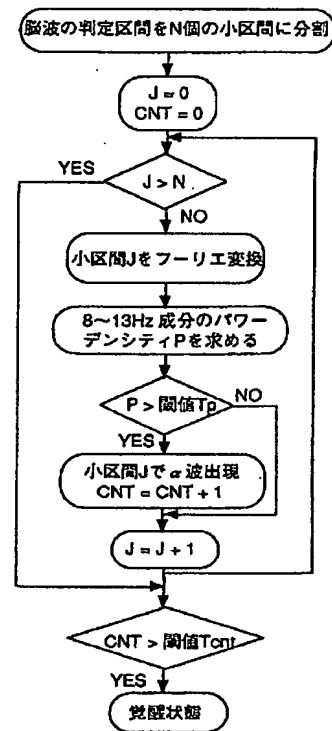 脳波の判定区間をN個の小区間に分割
J = 0
CNT = 0
YES
J > N
NO
小区間Jをフーリエ変換
8〜13Hz 成分のパワー
デンシティPを求める
P > 閾値Tp
NO
YES
小区間Jでα波出現
CNT = CNT + 1
J = J + 1
CNT > 閾値Tcnt
YES
覚醒状態